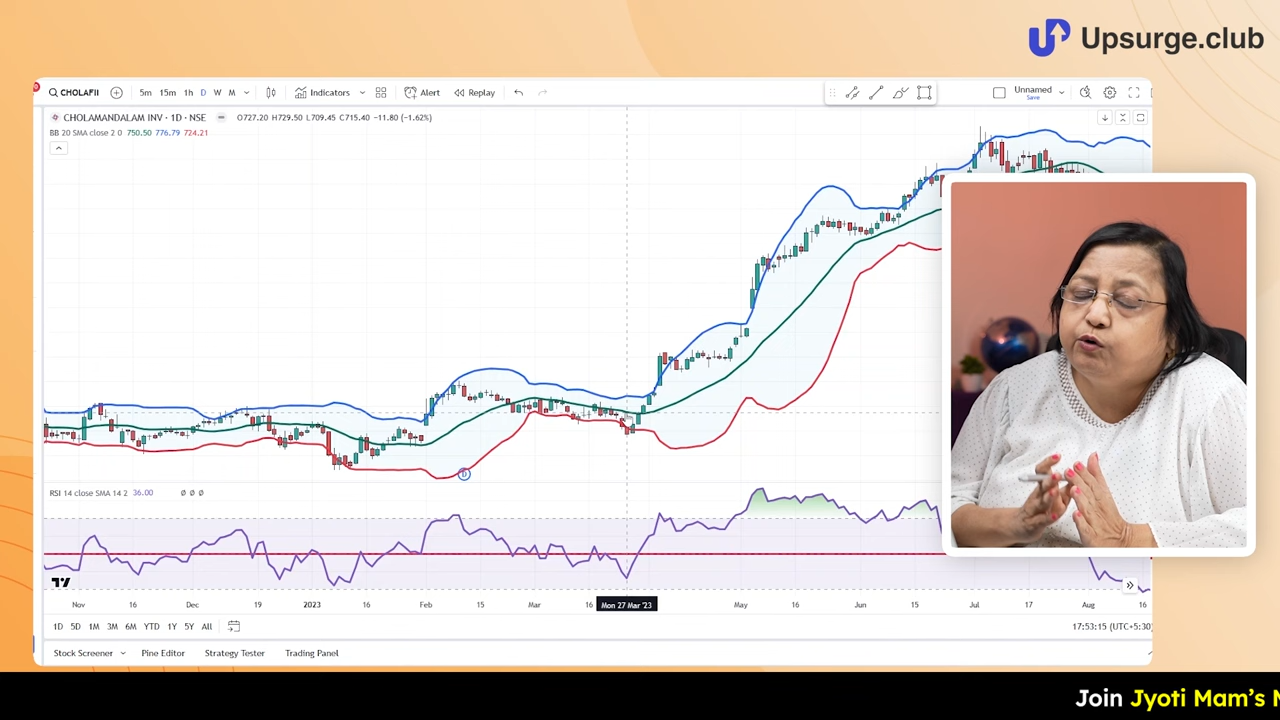 Upsurge.club
CHOLAFII 5m 15m 1h D W M Indicators Alert Replay Unnamed
Save
CHOLAMANDALAM INV · 1D · NSE O727.20 H729.50 L709.45 C715.40 -11.80 (-1.62%)
BB 20 SMA close 2 0 750.50 776.79 724.21
D
RSI 14 close SMA 14 2 36.00 Ø Ø Ø
Nov 16 Dec 19 2023 16 Feb 15 Mar 16 Mon 27 Mar '23 May 16 Jun 15 Jul 17 Aug 16
1D 5D 1M 3M 6M YTD 1Y 5Y All 17:53:15 (UTC+5:30)
Stock Screener Pine Editor Strategy Tester Trading Panel
Join Jyoti Mam's